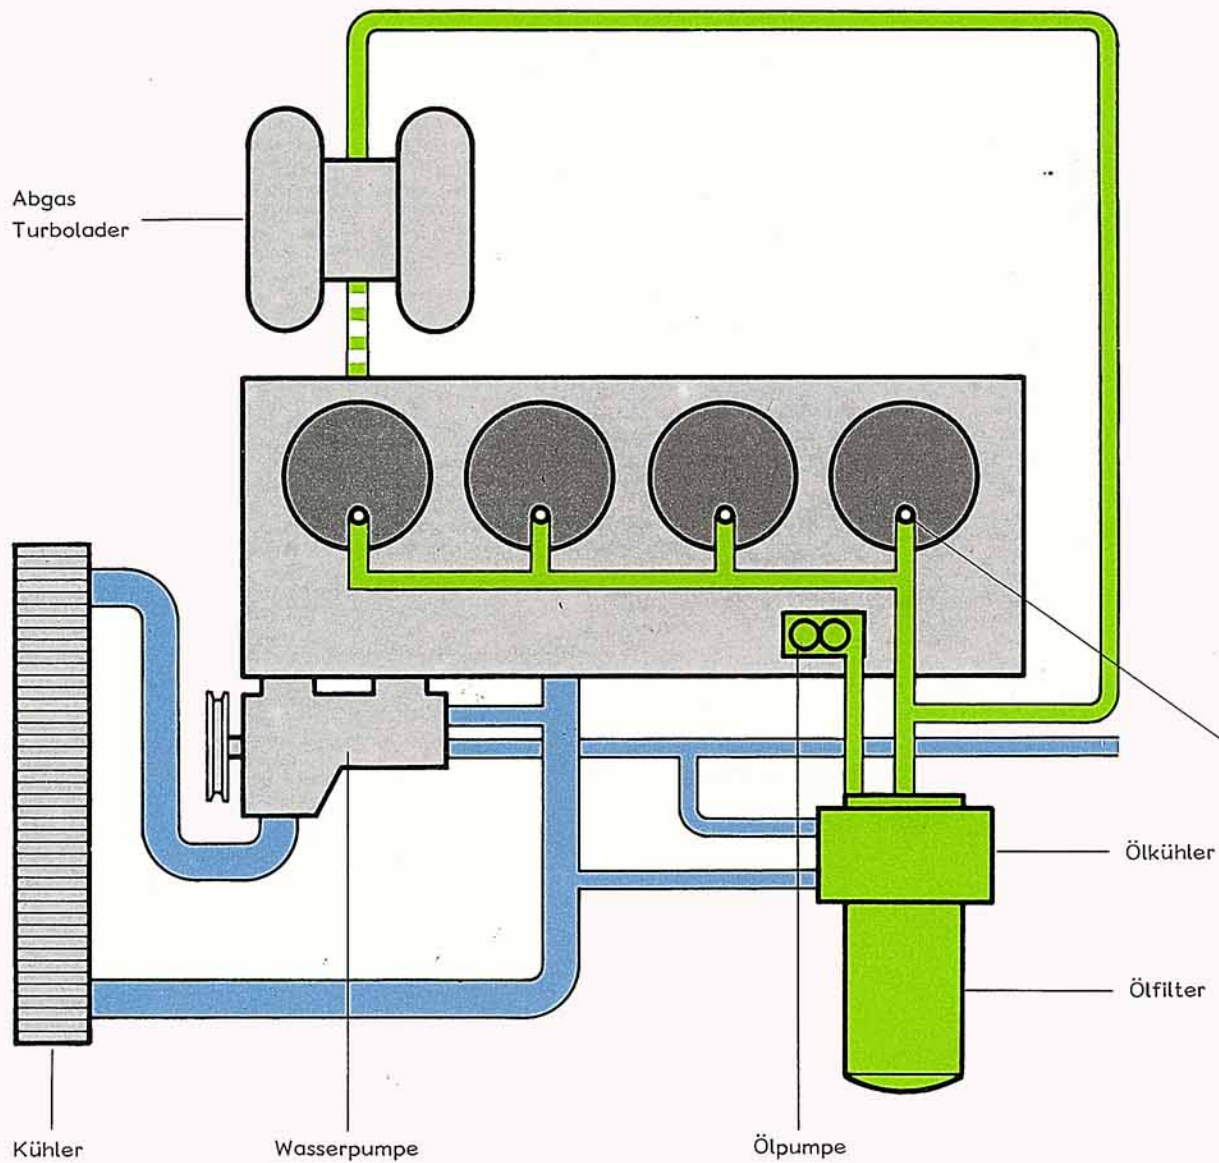 Abgas
Turbolader
Ölkühler
Ölfilter
Kühler
Wasserpumpe
Ölpumpe